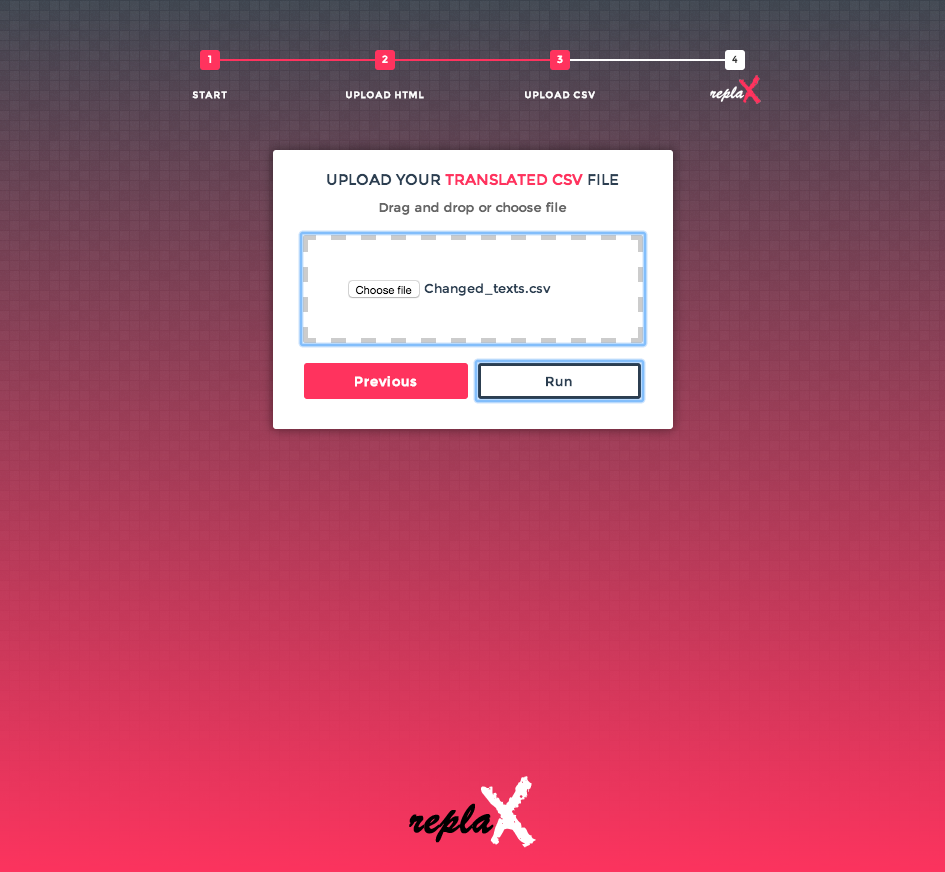 1 2 3 4
START UPLOAD HTML UPLOAD CSV replaX
UPLOAD YOUR TRANSLATED CSV FILE
Drag and drop or choose file
Choose file Changed_texts.csv
Previous Run
replaX